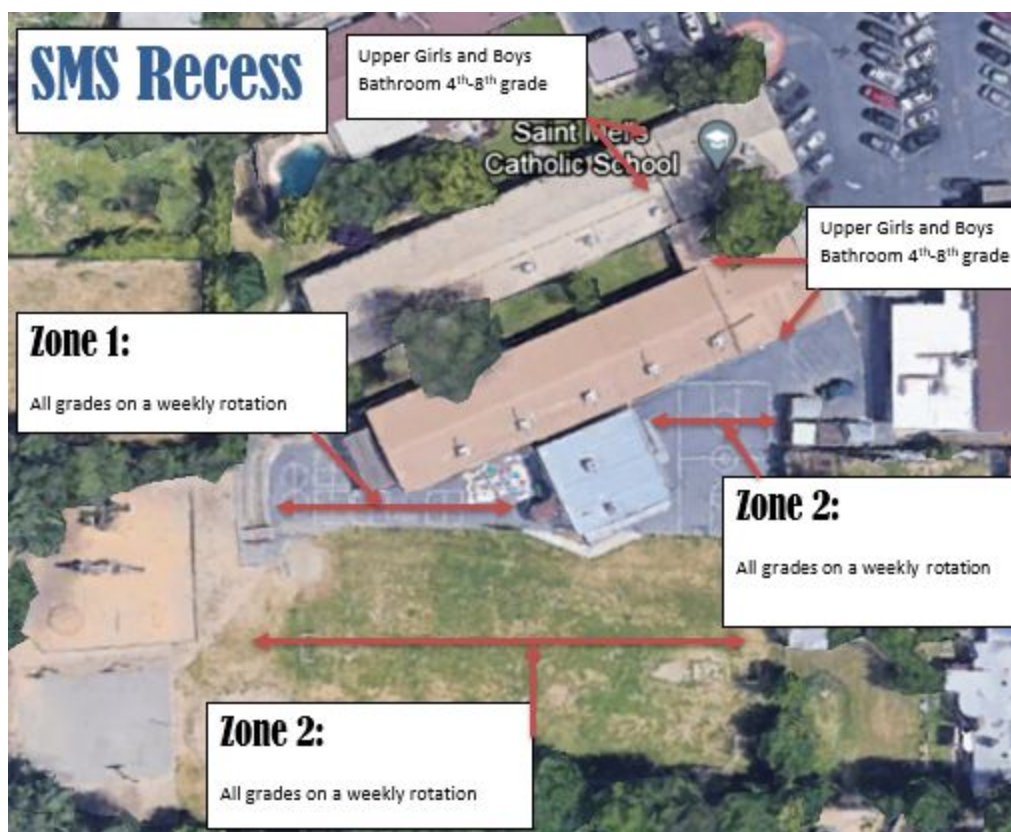 SMS Recess
Upper Girls and Boys
Bathroom 4th-8th grade
Saint Mel's
Catholic School
Upper Girls and Boys
Bathroom 4th-8th grade
Zone 1:
All grades on a weekly rotation
Zone 2:
All grades on a weekly rotation
Zone 2:
All grades on a weekly rotation